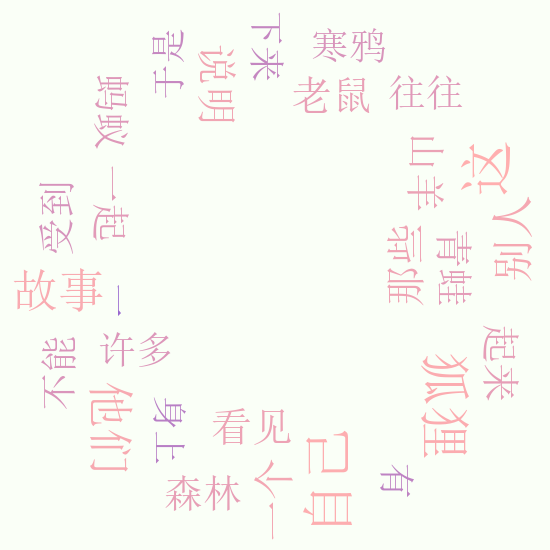 下来
于是
说明
寒鸦
老鼠
往往
蚂蚁
山羊
这
别人
一起
受到
那些
青蛙
故事
一
许多
不能
起来
狐狸
他们
身上
看见
自己
一个
森林
有